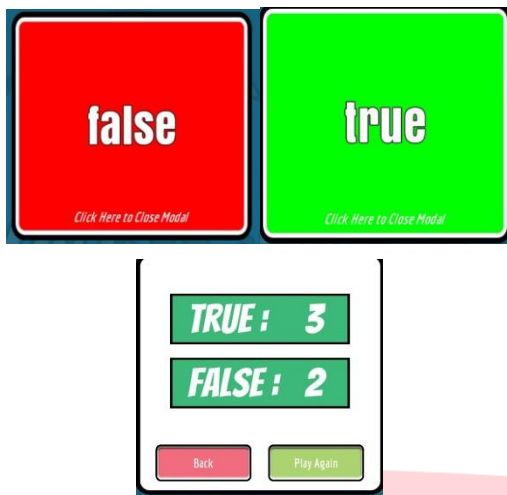 false
Click Here to Close Modal
true
Click Here to Close Modal
TRUE : 3
FALSE : 2
Back
Play Again